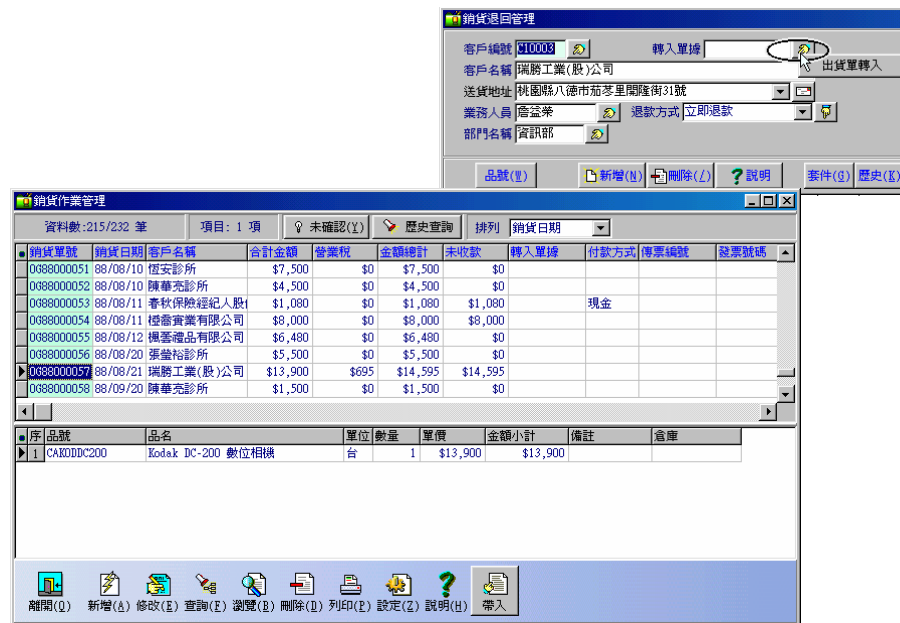 銷貨退回管理
客戶編號 C10003 轉入單據
出貨單轉入
客戶名稱 瑞勝工業(股)公司
送貨地址 桃園縣八德市茄苳里開隆街31號
業務人員 詹益榮 退款方式 立即退款
部門名稱 資訊部
品號(W) 新增(N) 刪除(/) 說明 套件(G) 歷史(K)
銷貨作業管理
資料數:215/232 筆 項目: 1 項 未確認(Y) 歷史查詢 排列 銷貨日期
銷貨單號 銷貨日期 客戶名稱 合計金額 營業稅 金額總計 未收款 轉入單據 付款方式 傳票編號 發票號碼
0G88000051 88/08/10 恆安診所 $7,500 $0 $7,500 $0
0G88000052 88/08/10 陳華亮診所 $4,500 $0 $4,500 $0
0G88000053 88/08/11 春秋保險經紀人股 $1,080 $0 $1,080 $1,080 現金
0G88000054 88/08/11 有限公司 $8,000 $0 $8,000 $8,000
0G88000055 88/08/12 禮品有限公司 $6,480 $0 $6,480 $0
0G88000056 88/08/20 張瑩裕診所 $5,500 $0 $5,500 $0
0G88000057 88/08/21 瑞勝工業(股)公司 $13,900 $695 $14,595 $14,595
0G88000058 88/09/20 陳華亮診所 $1,500 $0 $1,500 $0
序 品號 品名 單位 數量 單價 金額小計 備註 倉庫
1 CAKODDC200 Kodak DC-200 數位相機 台 1 $13,900 $13,900
離開(Q) 新增(A) 修改(E) 查詢(F) 瀏覽(B) 刪除(D) 列印(P) 設定(Z) 說明(H) 帶入